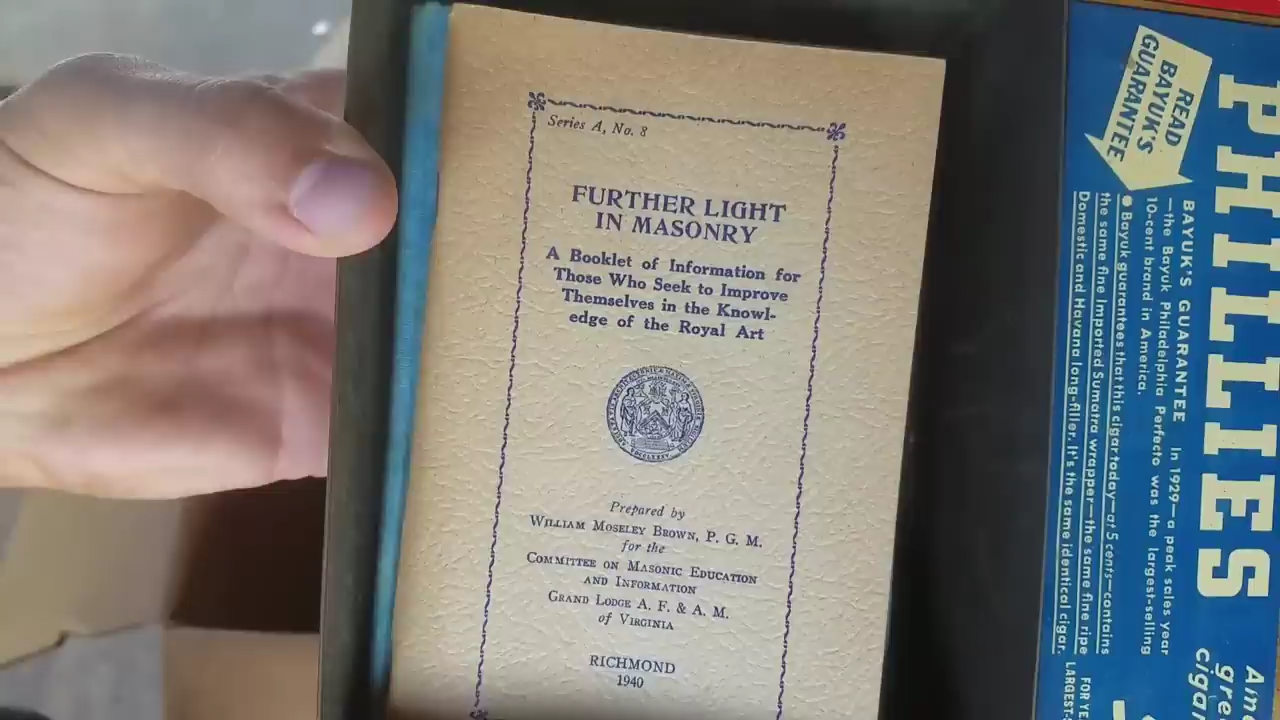 Series A, No. 8
FURTHER LIGHT
IN MASONRY
A Booklet of Information for
Those Who Seek to Improve
Themselves in the Knowl-
edge of the Royal Art
Prepared by
WILLIAM MOSELEY BROWN, P. G. M.
for the
COMMITTEE ON MASONIC EDUCATION
AND INFORMATION
GRAND LODGE A. F. & A. M.
of VIRGINIA
RICHMOND
1940
PHILLIES
READ
BAYUK'S
GUARANTEE
BAYUK'S GUARANTEE In 1929—a peak sales year
—the Bayuk Philadelphia Perfecto was the largest-selling
10-cent brand in America.
● Bayuk guarantees that this cigar today—at 5 cents—contains
the same fine Imported Sumatra wrapper—the same fine ripe
Domestic and Havana long-filler. It's the same identical cigar.